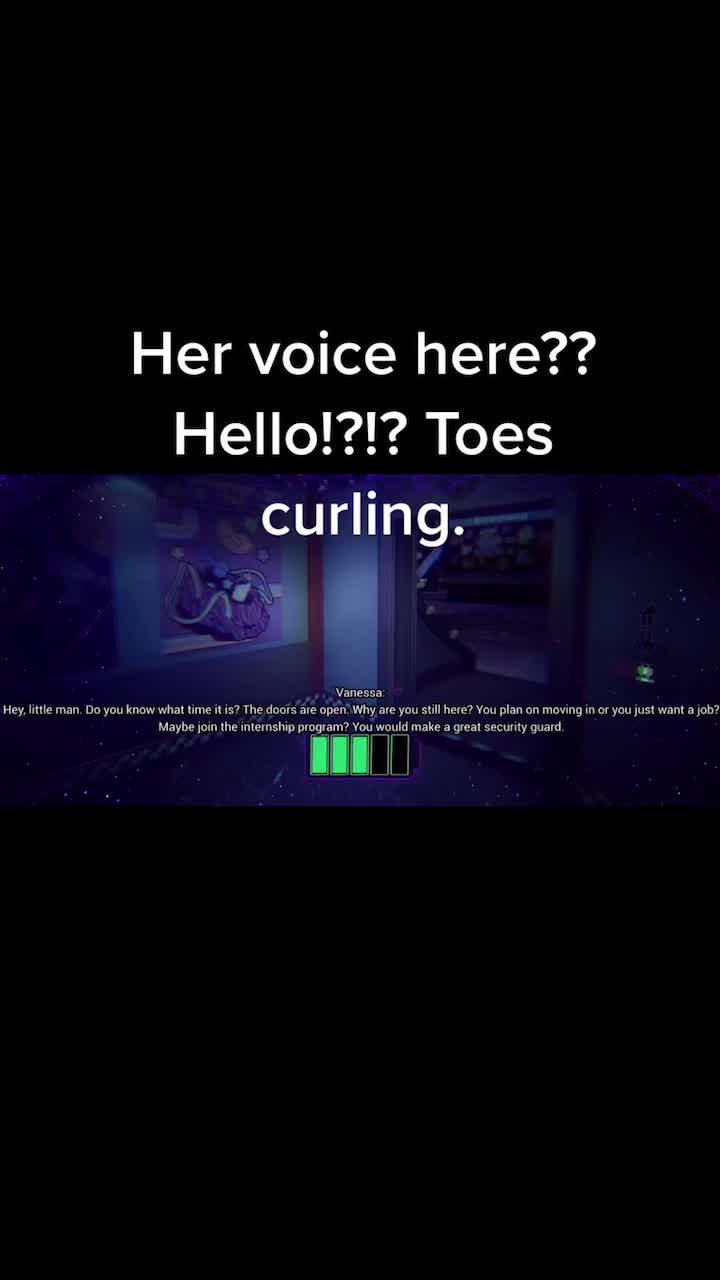 Her voice here??
Hello!?!? Toes
curling.
Vanessa:
Hey, little man. Do you know what time it is? The doors are open. Why are you still here? You plan on moving in or you just want a job?
Maybe join the internship program? You would make a great security guard.